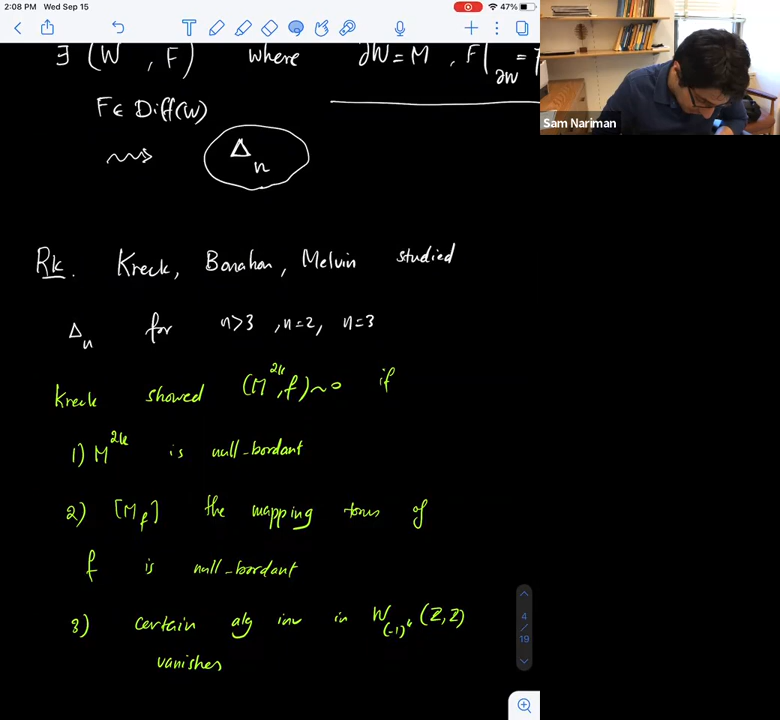 2:08 PM Wed Sep 15
47%
∃ (W , F) where ∂W = M , F|∂W =
F ∈ Diff(W)
⇝ Δn
Sam Nariman
Rk. Kreck, Bonahon, Melvin studied
Δn for n>3 , n=2, n=3
Kreck showed (M^2k, f) ~ 0 if
1) M^2k is null-bordant
2) [M_f] the mapping torus of
f is null-bordant
3) certain alg inv in W_(-1)^k (Z, Z)
vanishes
4
/
19